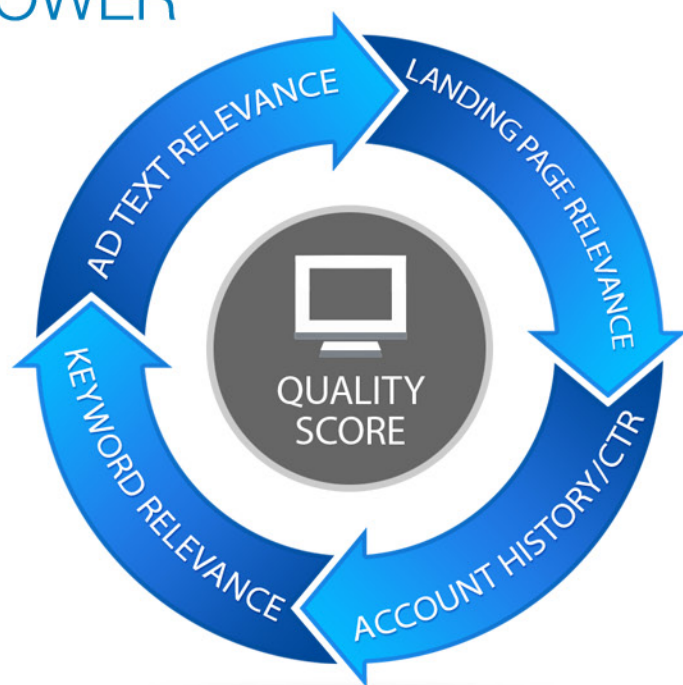 AD TEXT RELEVANCE
LANDING PAGE RELEVANCE
ACCOUNT HISTORY/CTR
KEYWORD RELEVANCE
QUALITY
SCORE